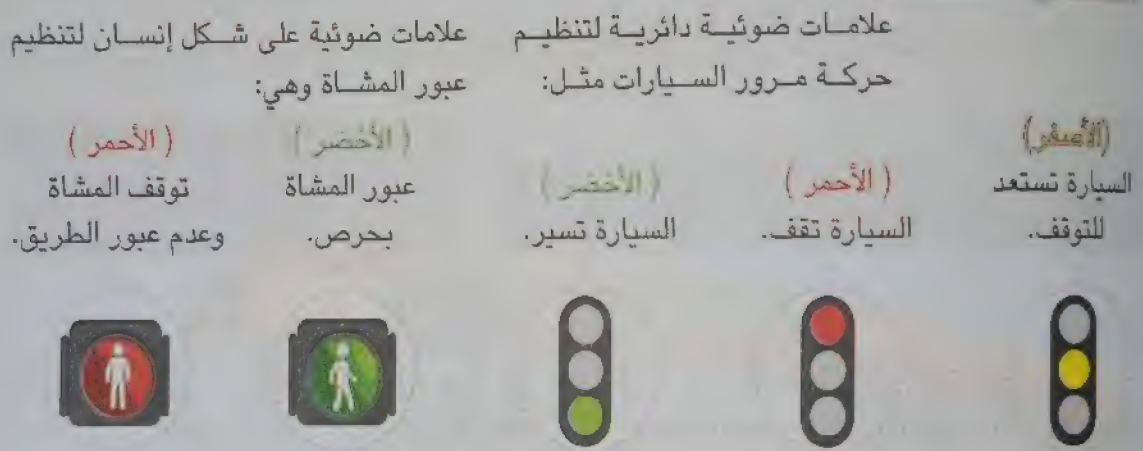 علامات ضوئية دائرية لتنظيم
حركة مرور السيارات مثل:
(الأصفر)
السيارة تستعد
للتوقف.
( الأحمر )
السيارة تقف.
( الأخضر )
السيارة تسير.
علامات ضوئية على شكل إنسان لتنظيم
عبور المشاة وهي:
( الأخضر )
عبور المشاة
بحرص.
( الأحمر )
توقف المشاة
وعدم عبور الطريق.